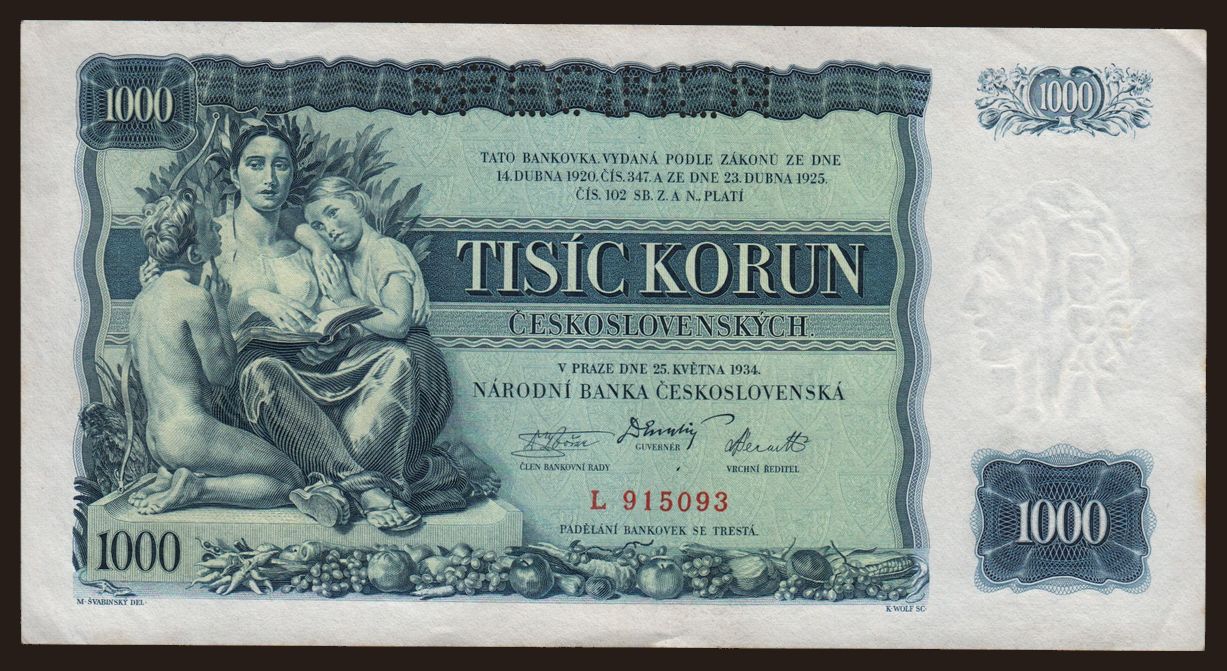 SPECIMEN
1000
1000
TATO BANKOVKA, VYDANÁ PODLE ZÁKONŮ ZE DNE
14. DUBNA 1920, ČÍS. 347. A ZE DNE 23. DUBNA 1925.
ČÍS. 102 SB. Z. A N., PLATÍ
TISÍC KORUN
ČESKOSLOVENSKÝCH.
V PRAZE DNE 25. KVĚTNA 1934.
NÁRODNÍ BANKA ČESKOSLOVENSKÁ
ČLEN BANKOVNÍ RADY
GUVERNÉR
VRCHNÍ ŘEDITEL
L 915093
PADĚLÁNÍ BANKOVEK SE TRESTÁ.
1000
1000
M. ŠVABINSKÝ DEL.
K. WOLF SC.